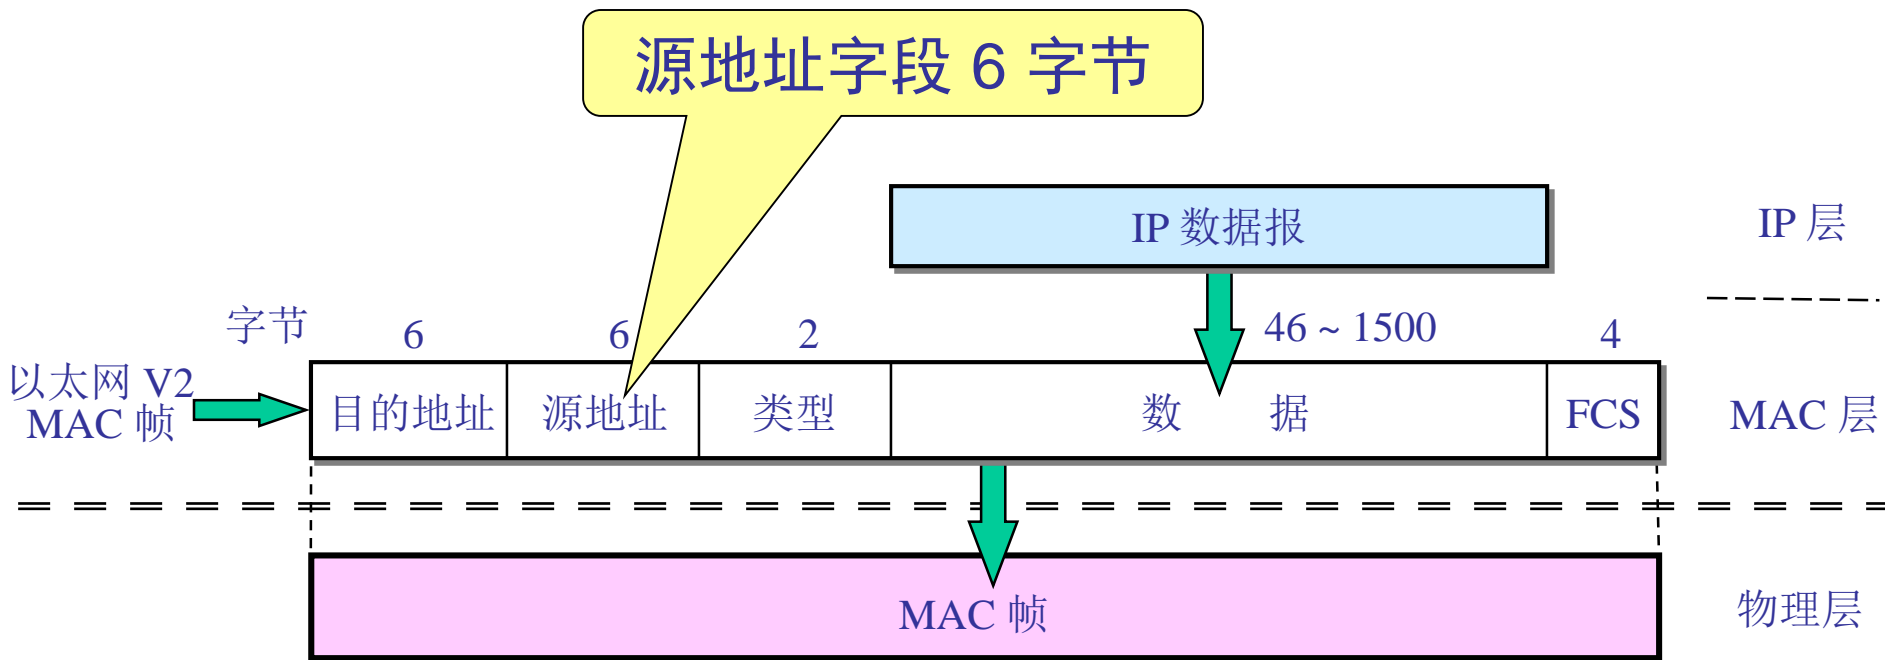 源地址字段 6 字节
IP 数据报
IP 层
字节
6
6
2
46 ~ 1500
4
以太网 V2
MAC 帧
目的地址
源地址
类型
数 据
FCS
MAC 层
MAC 帧
物理层